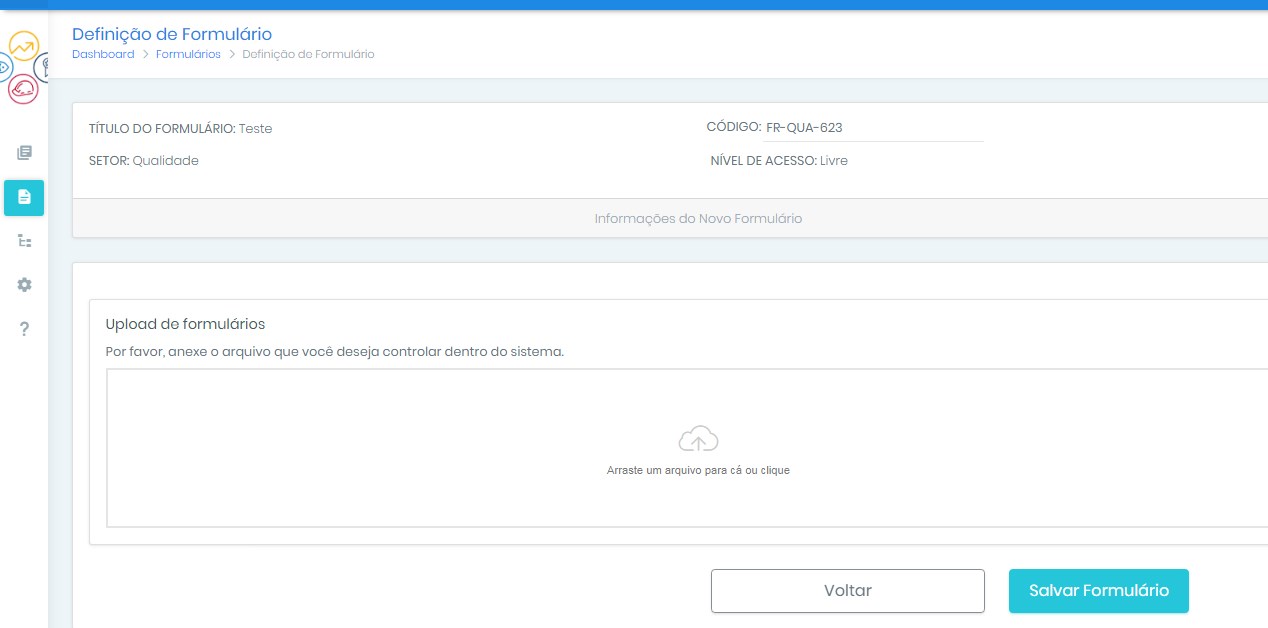 Definição de Formulário
Dashboard > Formulários > Definição de Formulário
TÍTULO DO FORMULÁRIO: Teste
CÓDIGO: FR-QUA-623
SETOR: Qualidade
NÍVEL DE ACESSO: Livre
Informações do Novo Formulário
Upload de formulários
Por favor, anexe o arquivo que você deseja controlar dentro do sistema.
Arraste um arquivo para cá ou clique
Voltar
Salvar Formulário